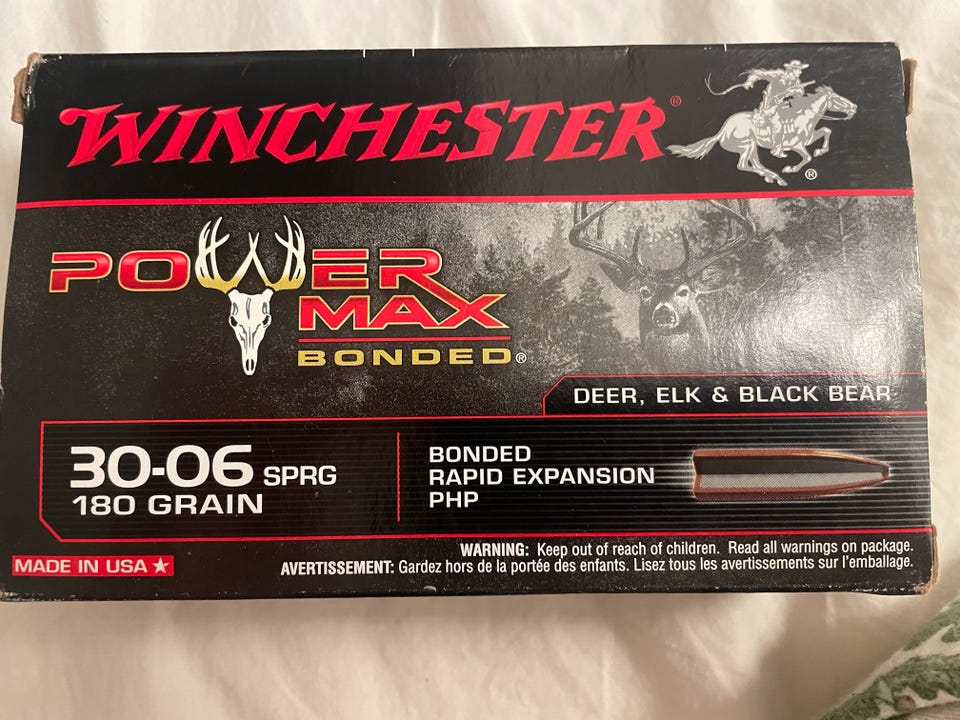 WINCHESTER®
®
POWER
MAX
BONDED®
DEER, ELK & BLACK BEAR
30-06 SPRG
180 GRAIN
BONDED
RAPID EXPANSION
PHP
WARNING: Keep out of reach of children. Read all warnings on package.
MADE IN USA ★
AVERTISSEMENT: Gardez hors de la portée des enfants. Lisez tous les avertissements sur l'emballage.